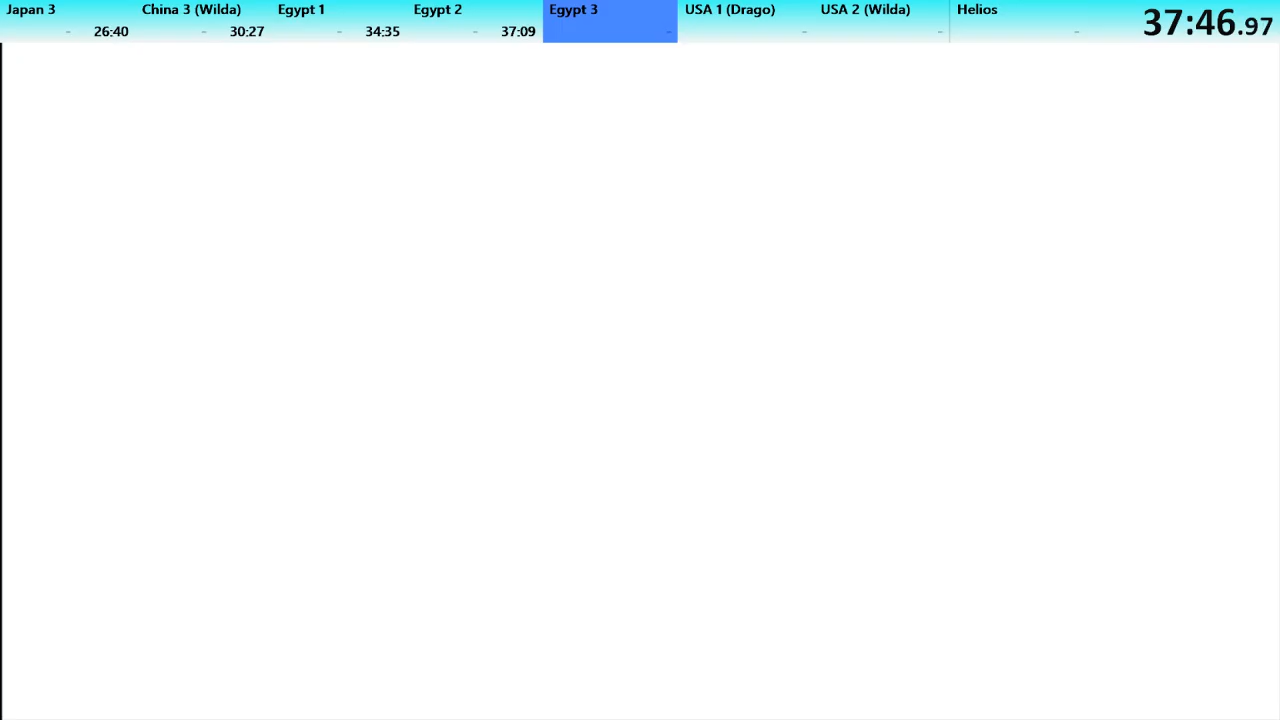 Japan 3 China 3 (Wilda) Egypt 1 Egypt 2 Egypt 3 USA 1 (Drago) USA 2 (Wilda) Helios 37:46.97
- 26:40 - 30:27 - 34:35 - 37:09 - - - -